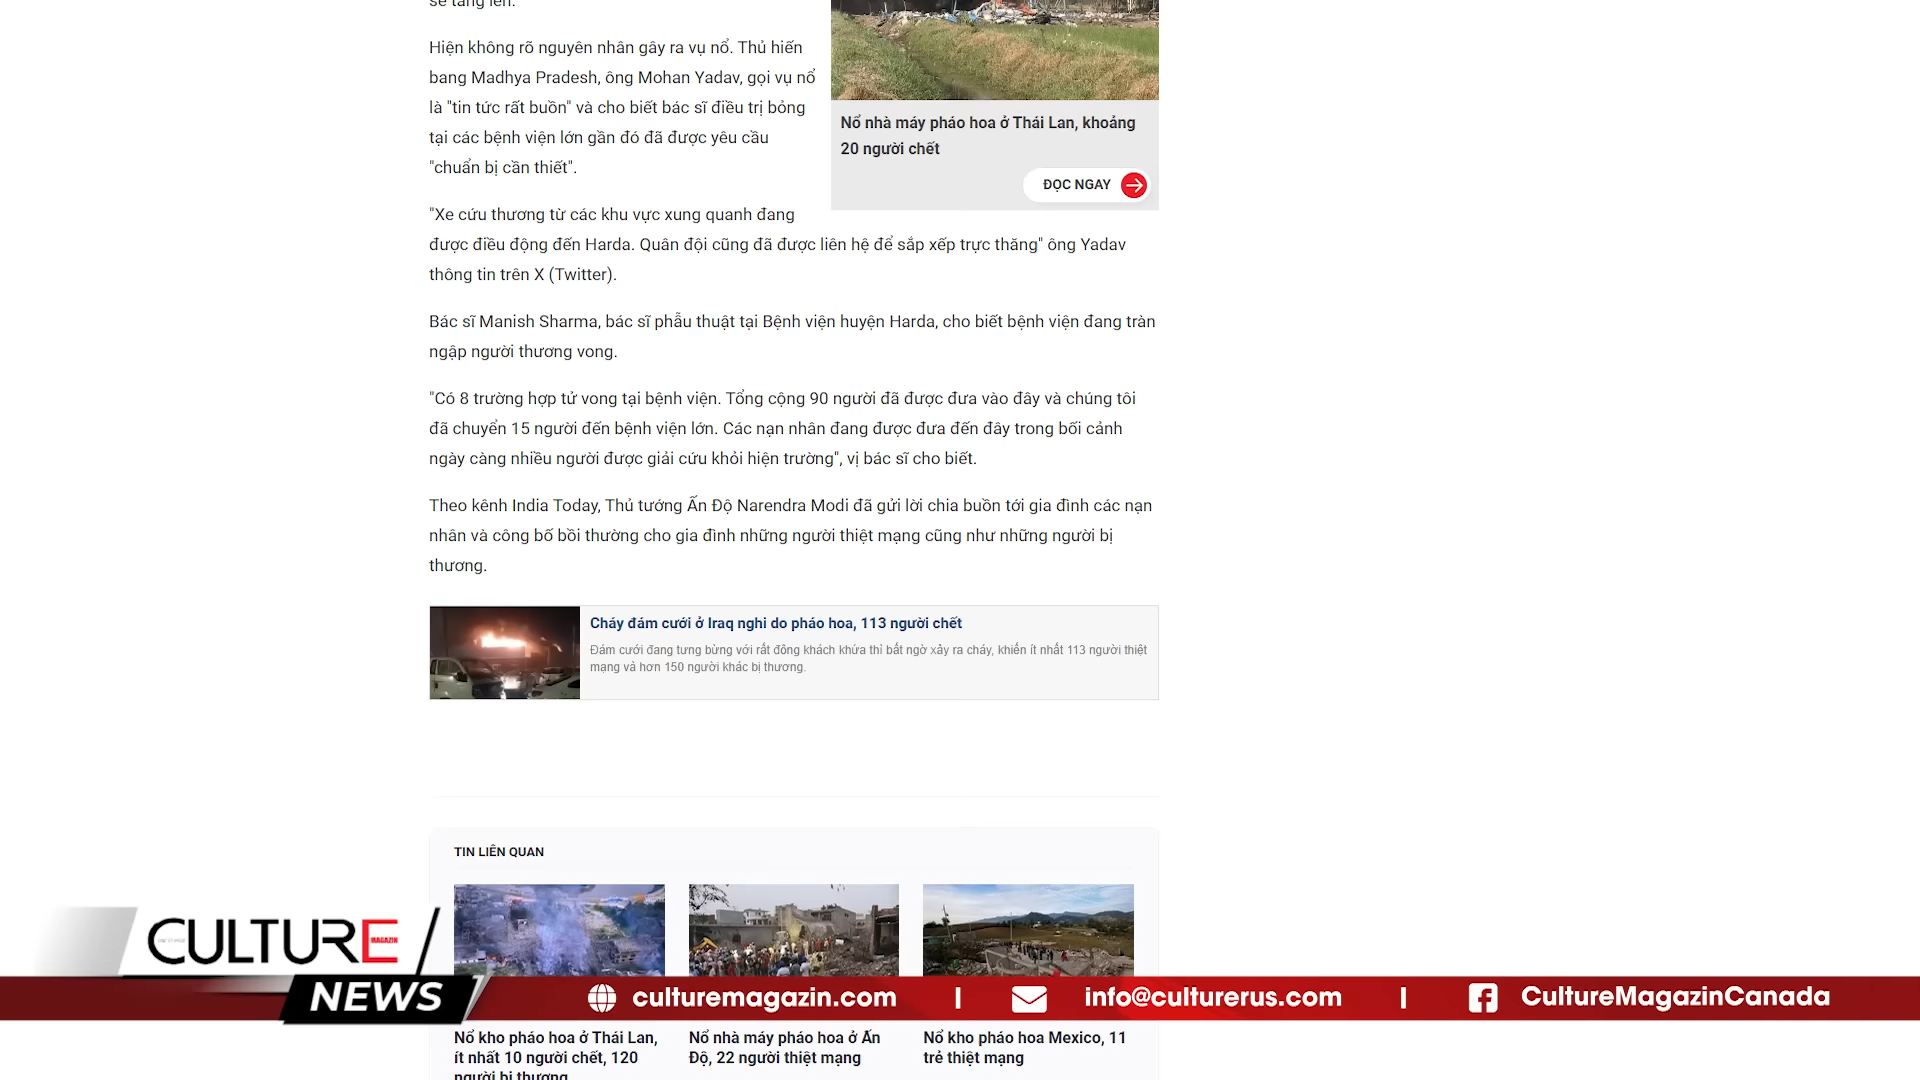 sẽ tăng lên.
Hiện không rõ nguyên nhân gây ra vụ nổ. Thủ hiến
bang Madhya Pradesh, ông Mohan Yadav, gọi vụ nổ
là "tin tức rất buồn" và cho biết bác sĩ điều trị bỏng
tại các bệnh viện lớn gần đó đã được yêu cầu
"chuẩn bị cần thiết".
Nổ nhà máy pháo hoa ở Thái Lan, khoảng
20 người chết
ĐỌC NGAY
"Xe cứu thương từ các khu vực xung quanh đang
được điều động đến Harda. Quân đội cũng đã được liên hệ để sắp xếp trực thăng" ông Yadav
thông tin trên X (Twitter).
Bác sĩ Manish Sharma, bác sĩ phẫu thuật tại Bệnh viện huyện Harda, cho biết bệnh viện đang tràn
ngập người thương vong.
"Có 8 trường hợp tử vong tại bệnh viện. Tổng cộng 90 người đã được đưa vào đây và chúng tôi
đã chuyển 15 người đến bệnh viện lớn. Các nạn nhân đang được đưa đến đây trong bối cảnh
ngày càng nhiều người được giải cứu khỏi hiện trường", vị bác sĩ cho biết.
Theo kênh India Today, Thủ tướng Ấn Độ Narendra Modi đã gửi lời chia buồn tới gia đình các nạn
nhân và công bố bồi thường cho gia đình những người thiệt mạng cũng như những người bị
thương.
Cháy đám cưới ở Iraq nghi do pháo hoa, 113 người chết
Đám cưới đang tưng bừng với rất đông khách khứa thì bất ngờ xảy ra cháy, khiến ít nhất 113 người thiệt
mạng và hơn 150 người khác bị thương.
TIN LIÊN QUAN
CULTURE
MAGAZIN
NEWS
culturemagazin.com
info@culturerus.com
CultureMagazinCanada
Nổ kho pháo hoa ở Thái Lan,
ít nhất 10 người chết, 120
người bị thương
Nổ nhà máy pháo hoa ở Ấn
Độ, 22 người thiệt mạng
Nổ kho pháo hoa Mexico, 11
trẻ thiệt mạng